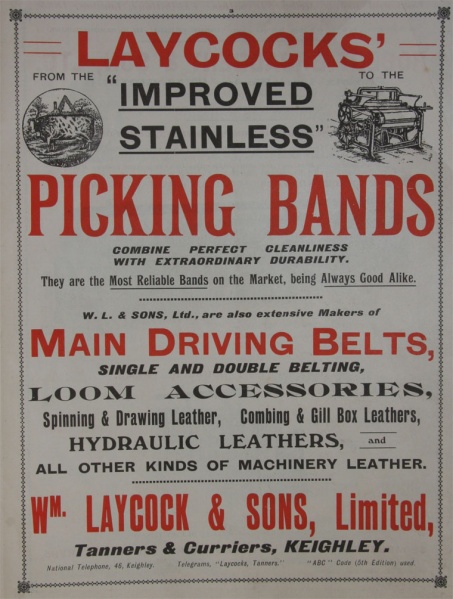 LAYCOCKS'
FROM THE "IMPROVED TO THE
STAINLESS"
PICKING BANDS
COMBINE PERFECT CLEANLINESS
WITH EXTRAORDINARY DURABILITY.
They are the Most Reliable Bands on the Market, being Always Good Alike.
W. L. & SONS, Ltd., are also extensive Makers of
MAIN DRIVING BELTS,
SINGLE AND DOUBLE BELTING,
LOOM ACCESSORIES,
Spinning & Drawing Leather, Combing & Gill Box Leathers,
HYDRAULIC LEATHERS, and
ALL OTHER KINDS OF MACHINERY LEATHER.
WM. LAYCOCK & SONS, Limited,
Tanners & Curriers, KEIGHLEY.
National Telephone, 46, Keighley. Telegrams, "Laycocks, Tanners." "ABC" Code (5th Edition) used